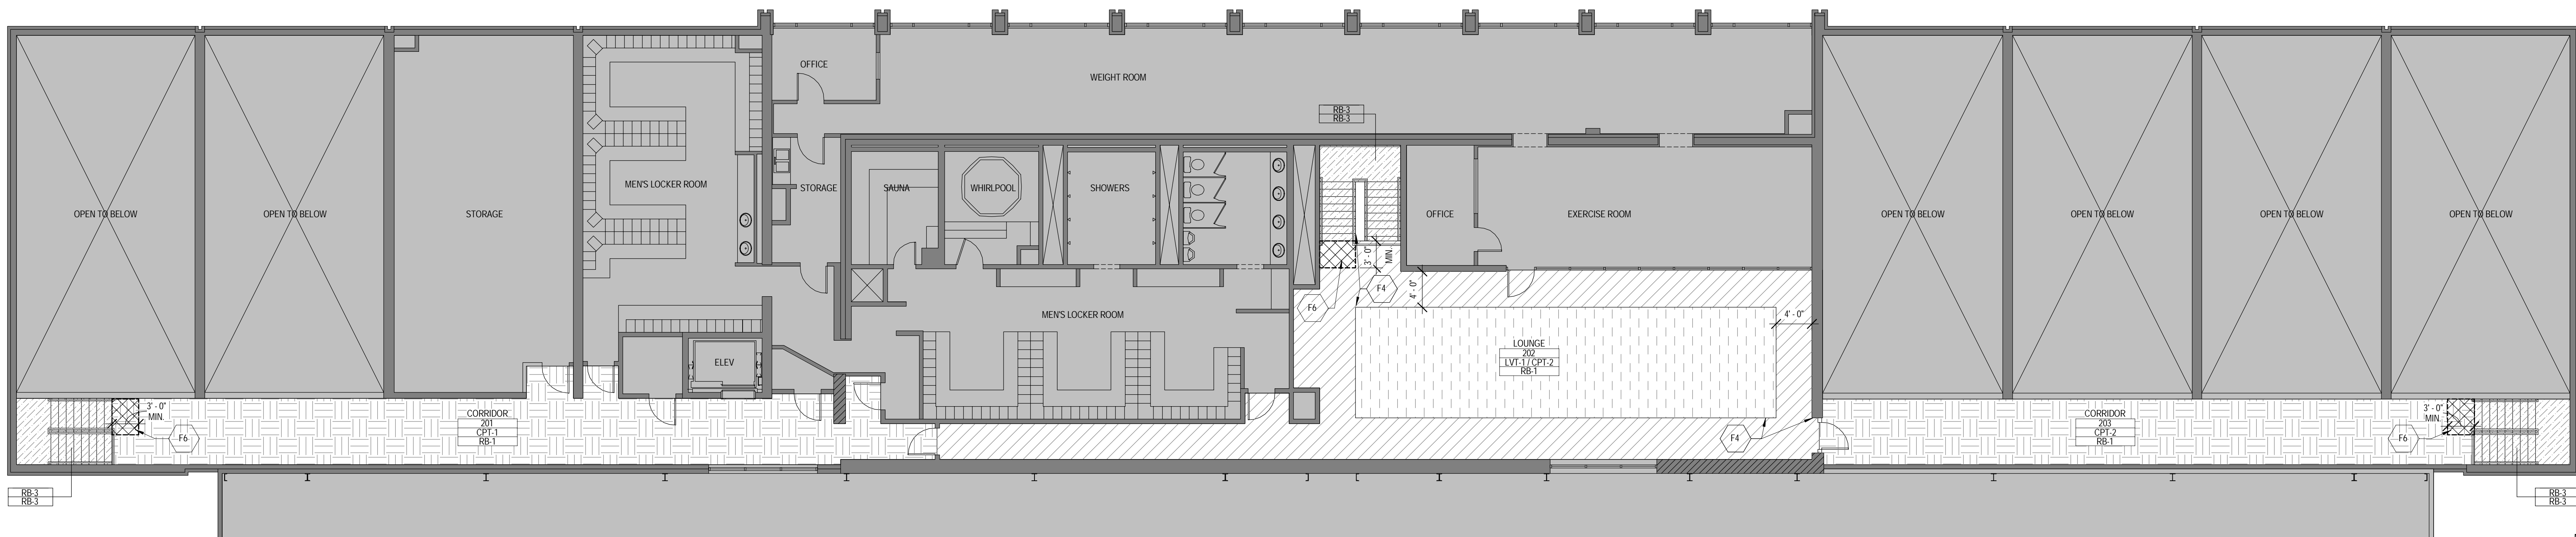 OFFICE
WEIGHT ROOM
RB-3
RB-3
MEN'S LOCKER ROOM
STORAGE
SAUNA
WHIRLPOOL
SHOWERS
OPEN TO BELOW
OPEN TO BELOW
STORAGE
OFFICE
EXERCISE ROOM
OPEN TO BELOW
OPEN TO BELOW
OPEN TO BELOW
OPEN TO BELOW
3' - 0"
MIN.
F4
4' - 0"
F6
MEN'S LOCKER ROOM
4' - 0"
LOUNGE
202
LVT-1 / CPT-2
RB-1
ELEV
3' - 0"
MIN.
F6
CORRIDOR
201
CPT-1
RB-1
F4
CORRIDOR
203
CPT-2
RB-1
3' - 0"
MIN.
F6
RB-3
RB-3
RB-3
RB-3